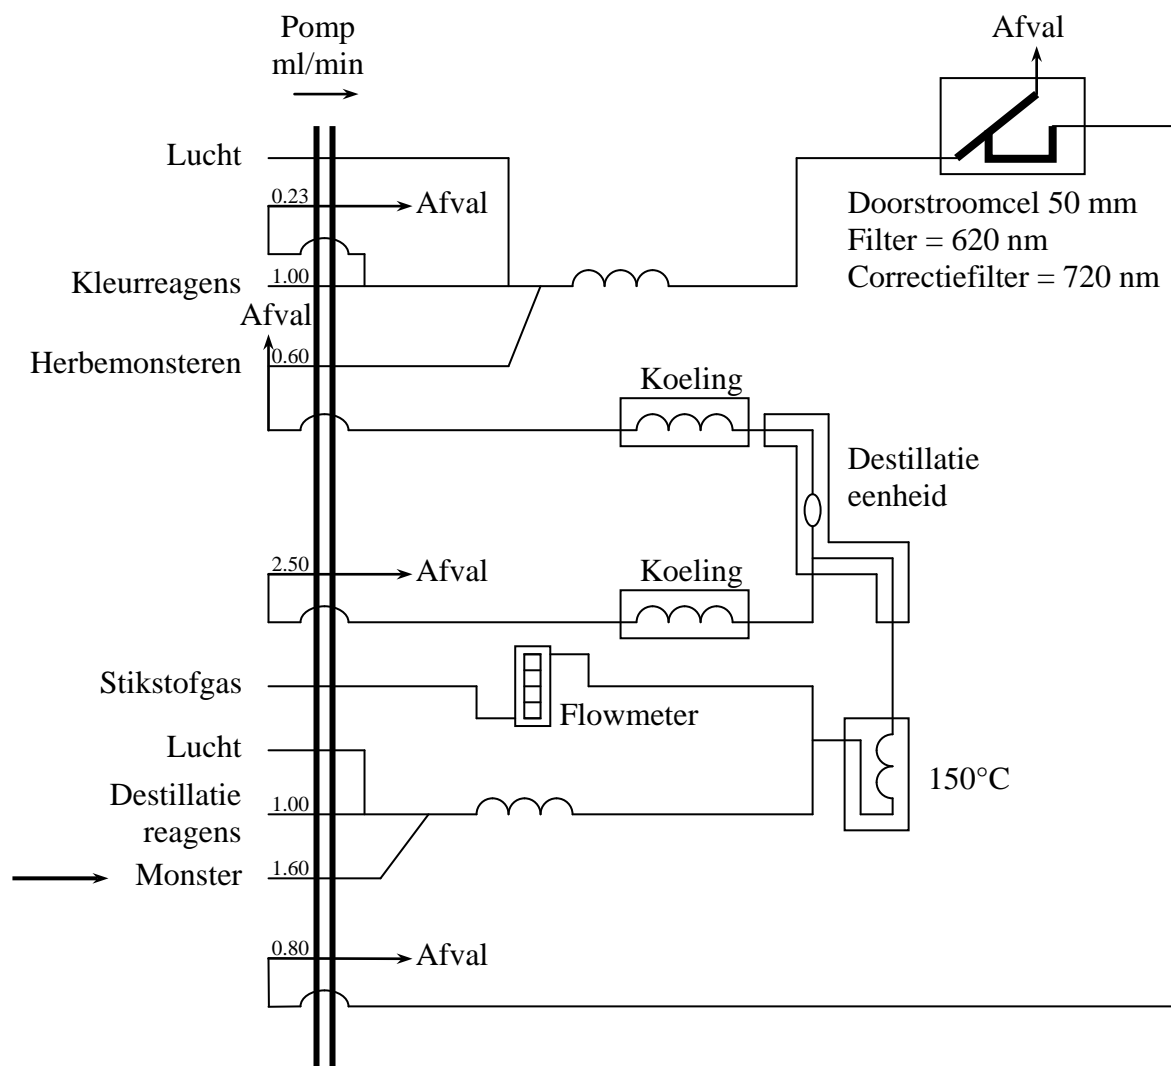 Pomp
ml/min
Afval
Lucht
0.23
Afval
Doorstroomcel 50 mm
Filter = 620 nm
Correctiefilter = 720 nm
Kleurreagens
1.00
Afval
Herbemonsteren
0.60
Koeling
Destillatie
eenheid
2.50
Afval
Koeling
Stikstofgas
Flowmeter
Lucht
150°C
Destillatie
reagens
1.00
Monster
1.60
0.80
Afval